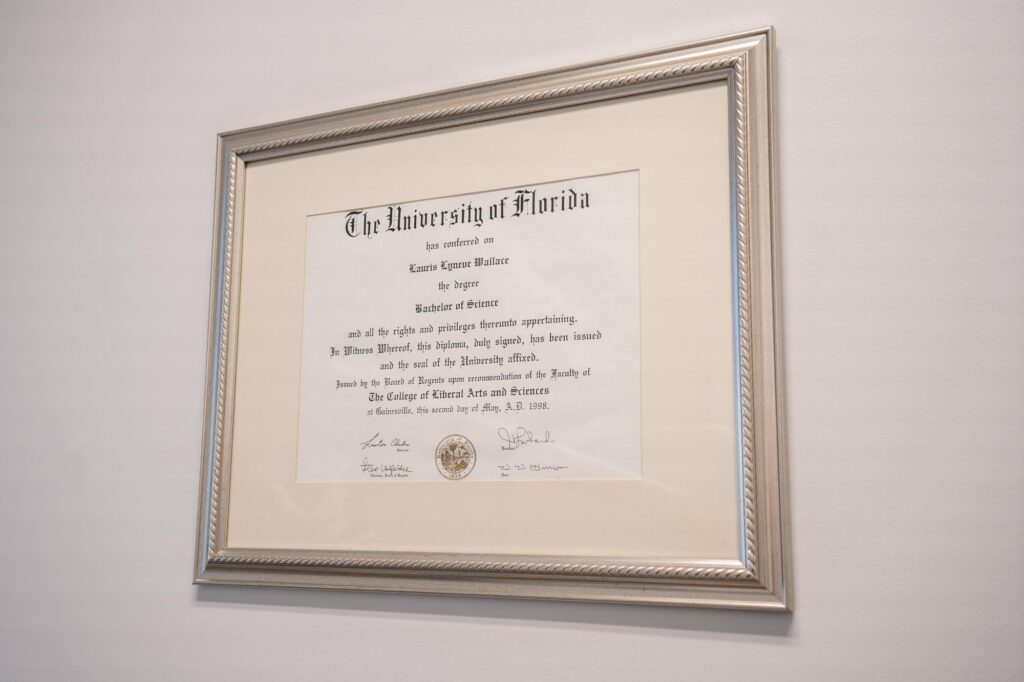 The University of Florida
has conferred on
Lauris Lyneve Wallace
the degree
Bachelor of Science
and all the rights and privileges thereunto appertaining.
In Witness Whereof, this diploma, duly signed, has been issued
and the seal of the University affixed.
Issued by the Board of Regents upon recommendation of the Faculty of
The College of Liberal Arts and Sciences
at Gainesville, this second day of May, A.D. 1998.